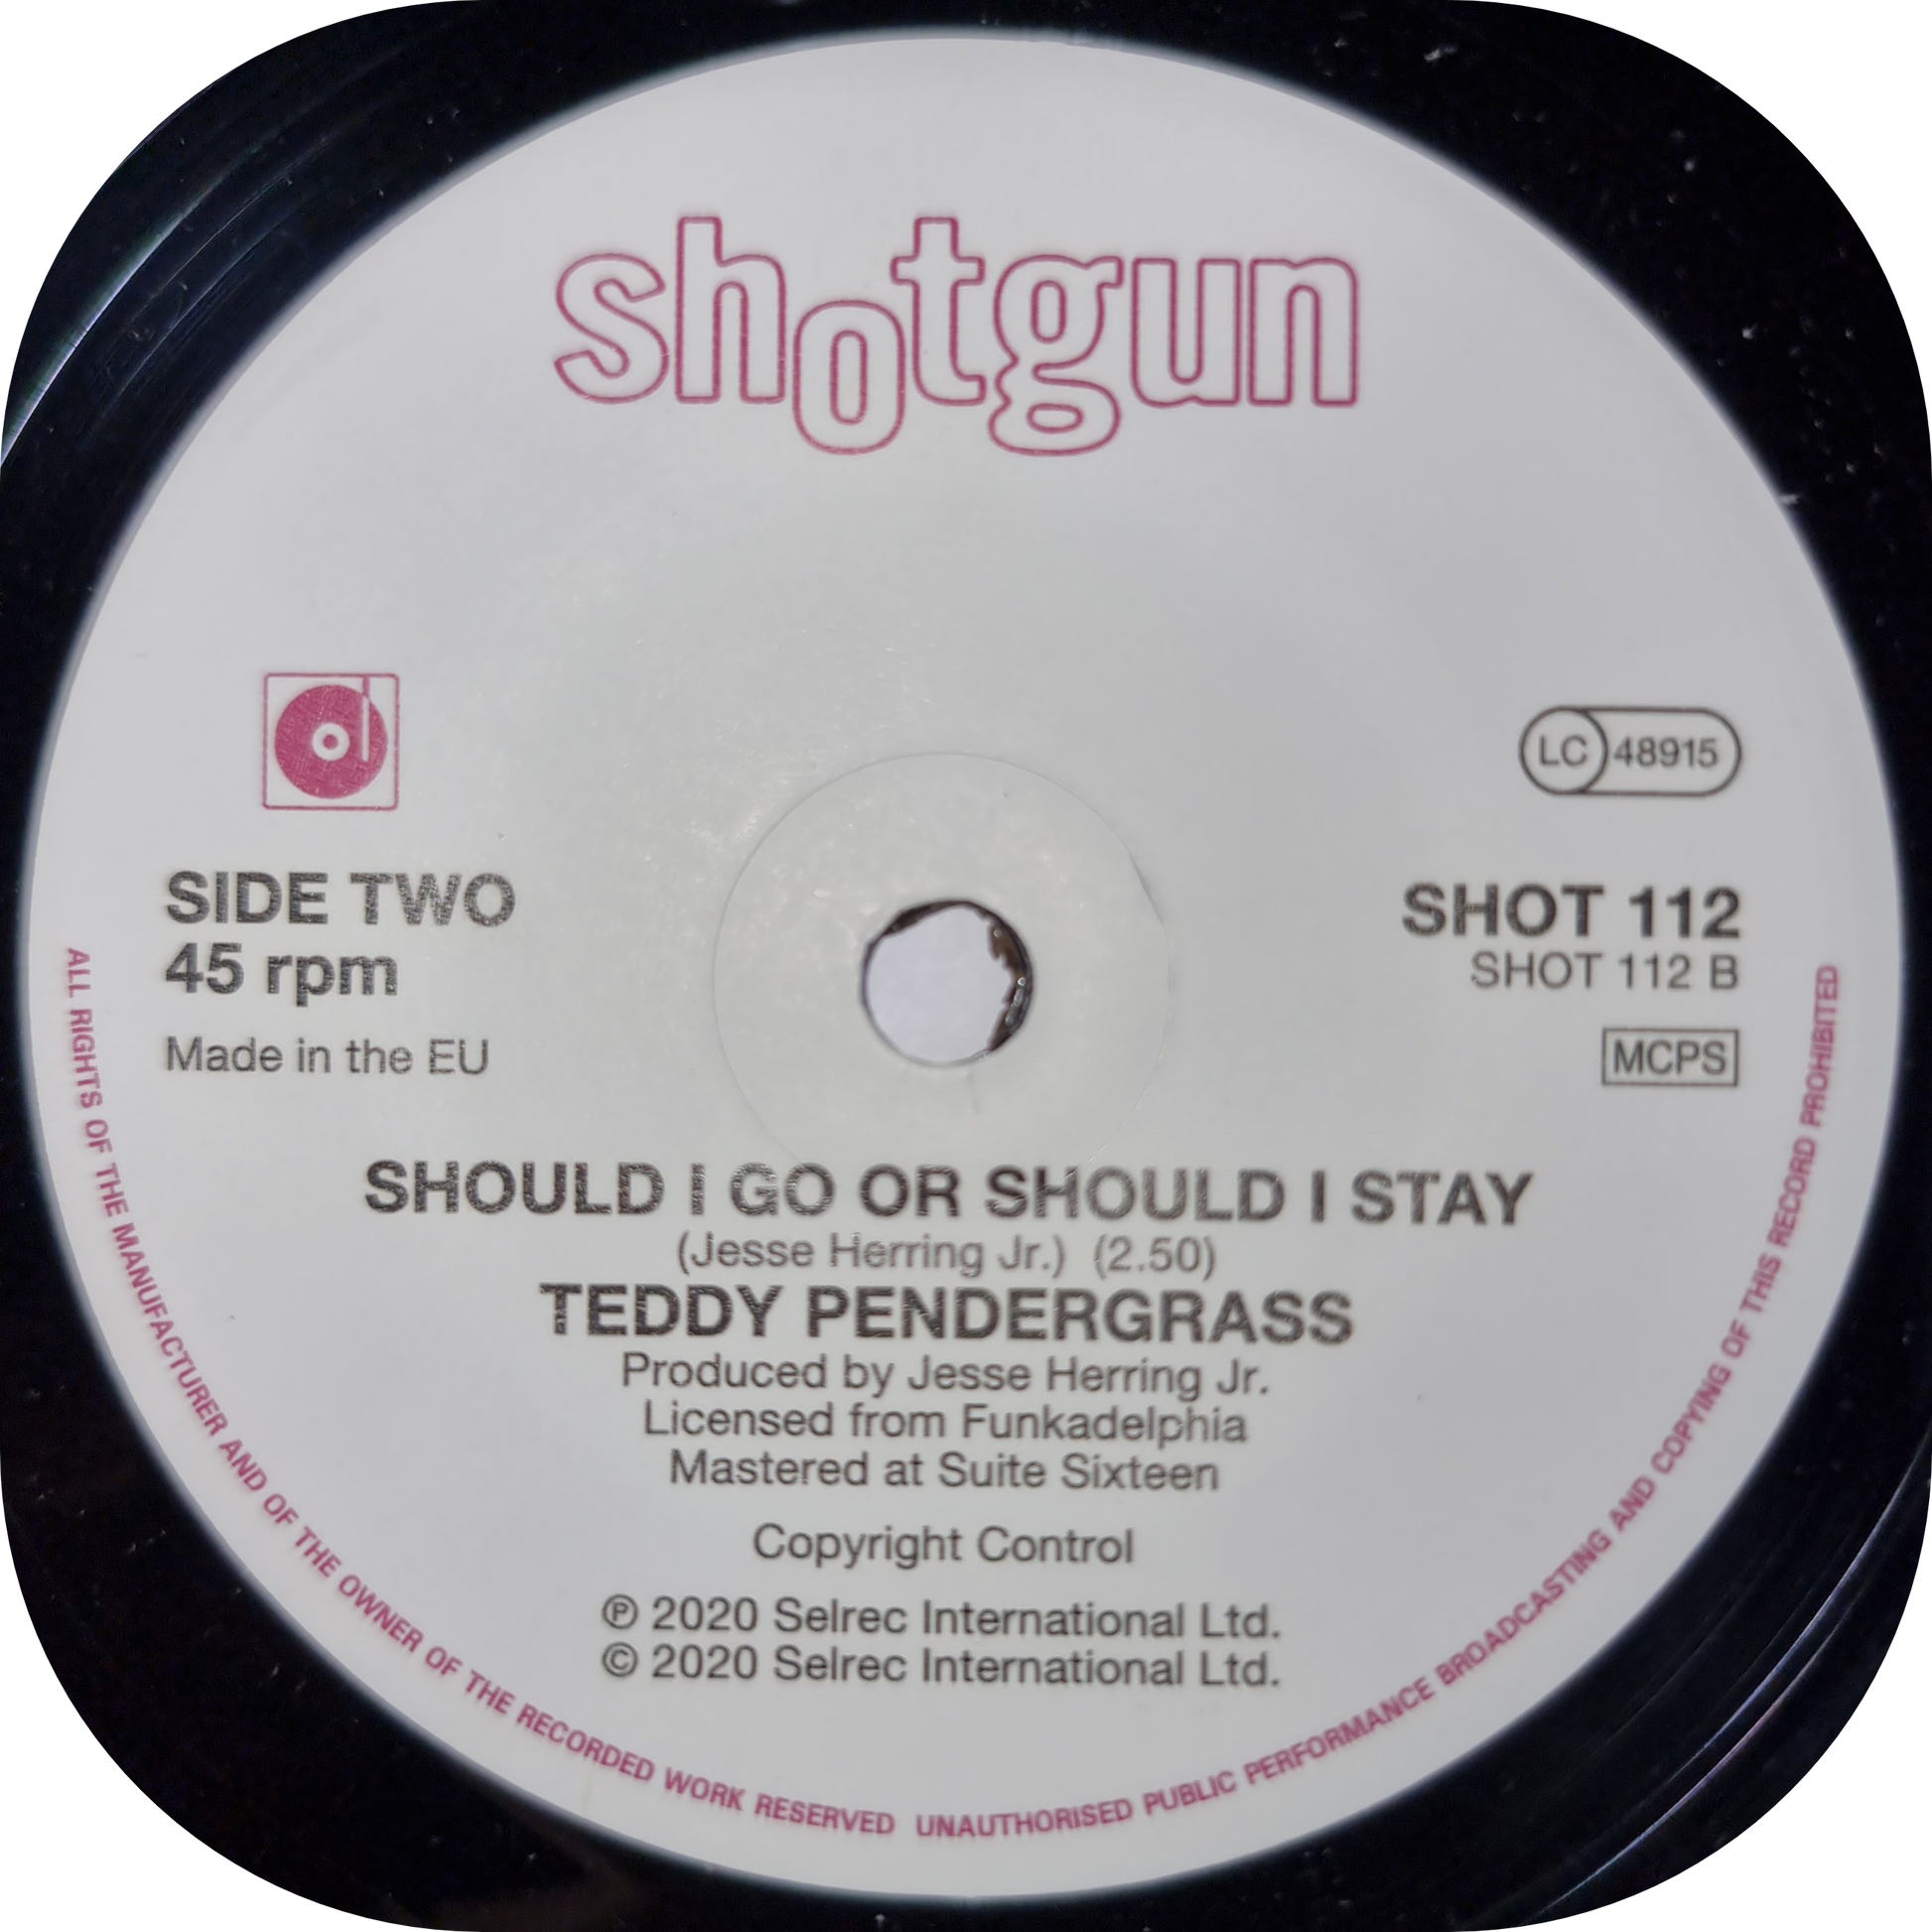 shotgun
LC 48915
SIDE TWO
45 rpm
Made in the EU
SHOT 112
SHOT 112 B
MCPS
SHOULD I GO OR SHOULD I STAY
(Jesse Herring Jr.) (2.50)
TEDDY PENDERGRASS
Produced by Jesse Herring Jr.
Licensed from Funkadelphia
Mastered at Suite Sixteen
Copyright Control
℗ 2020 Selrec International Ltd.
© 2020 Selrec International Ltd.
ALL RIGHTS OF THE MANUFACTURER AND OF THE OWNER OF THE RECORDED WORK RESERVED UNAUTHORISED PUBLIC PERFORMANCE BROADCASTING AND COPYING OF THIS RECORD PROHIBITED